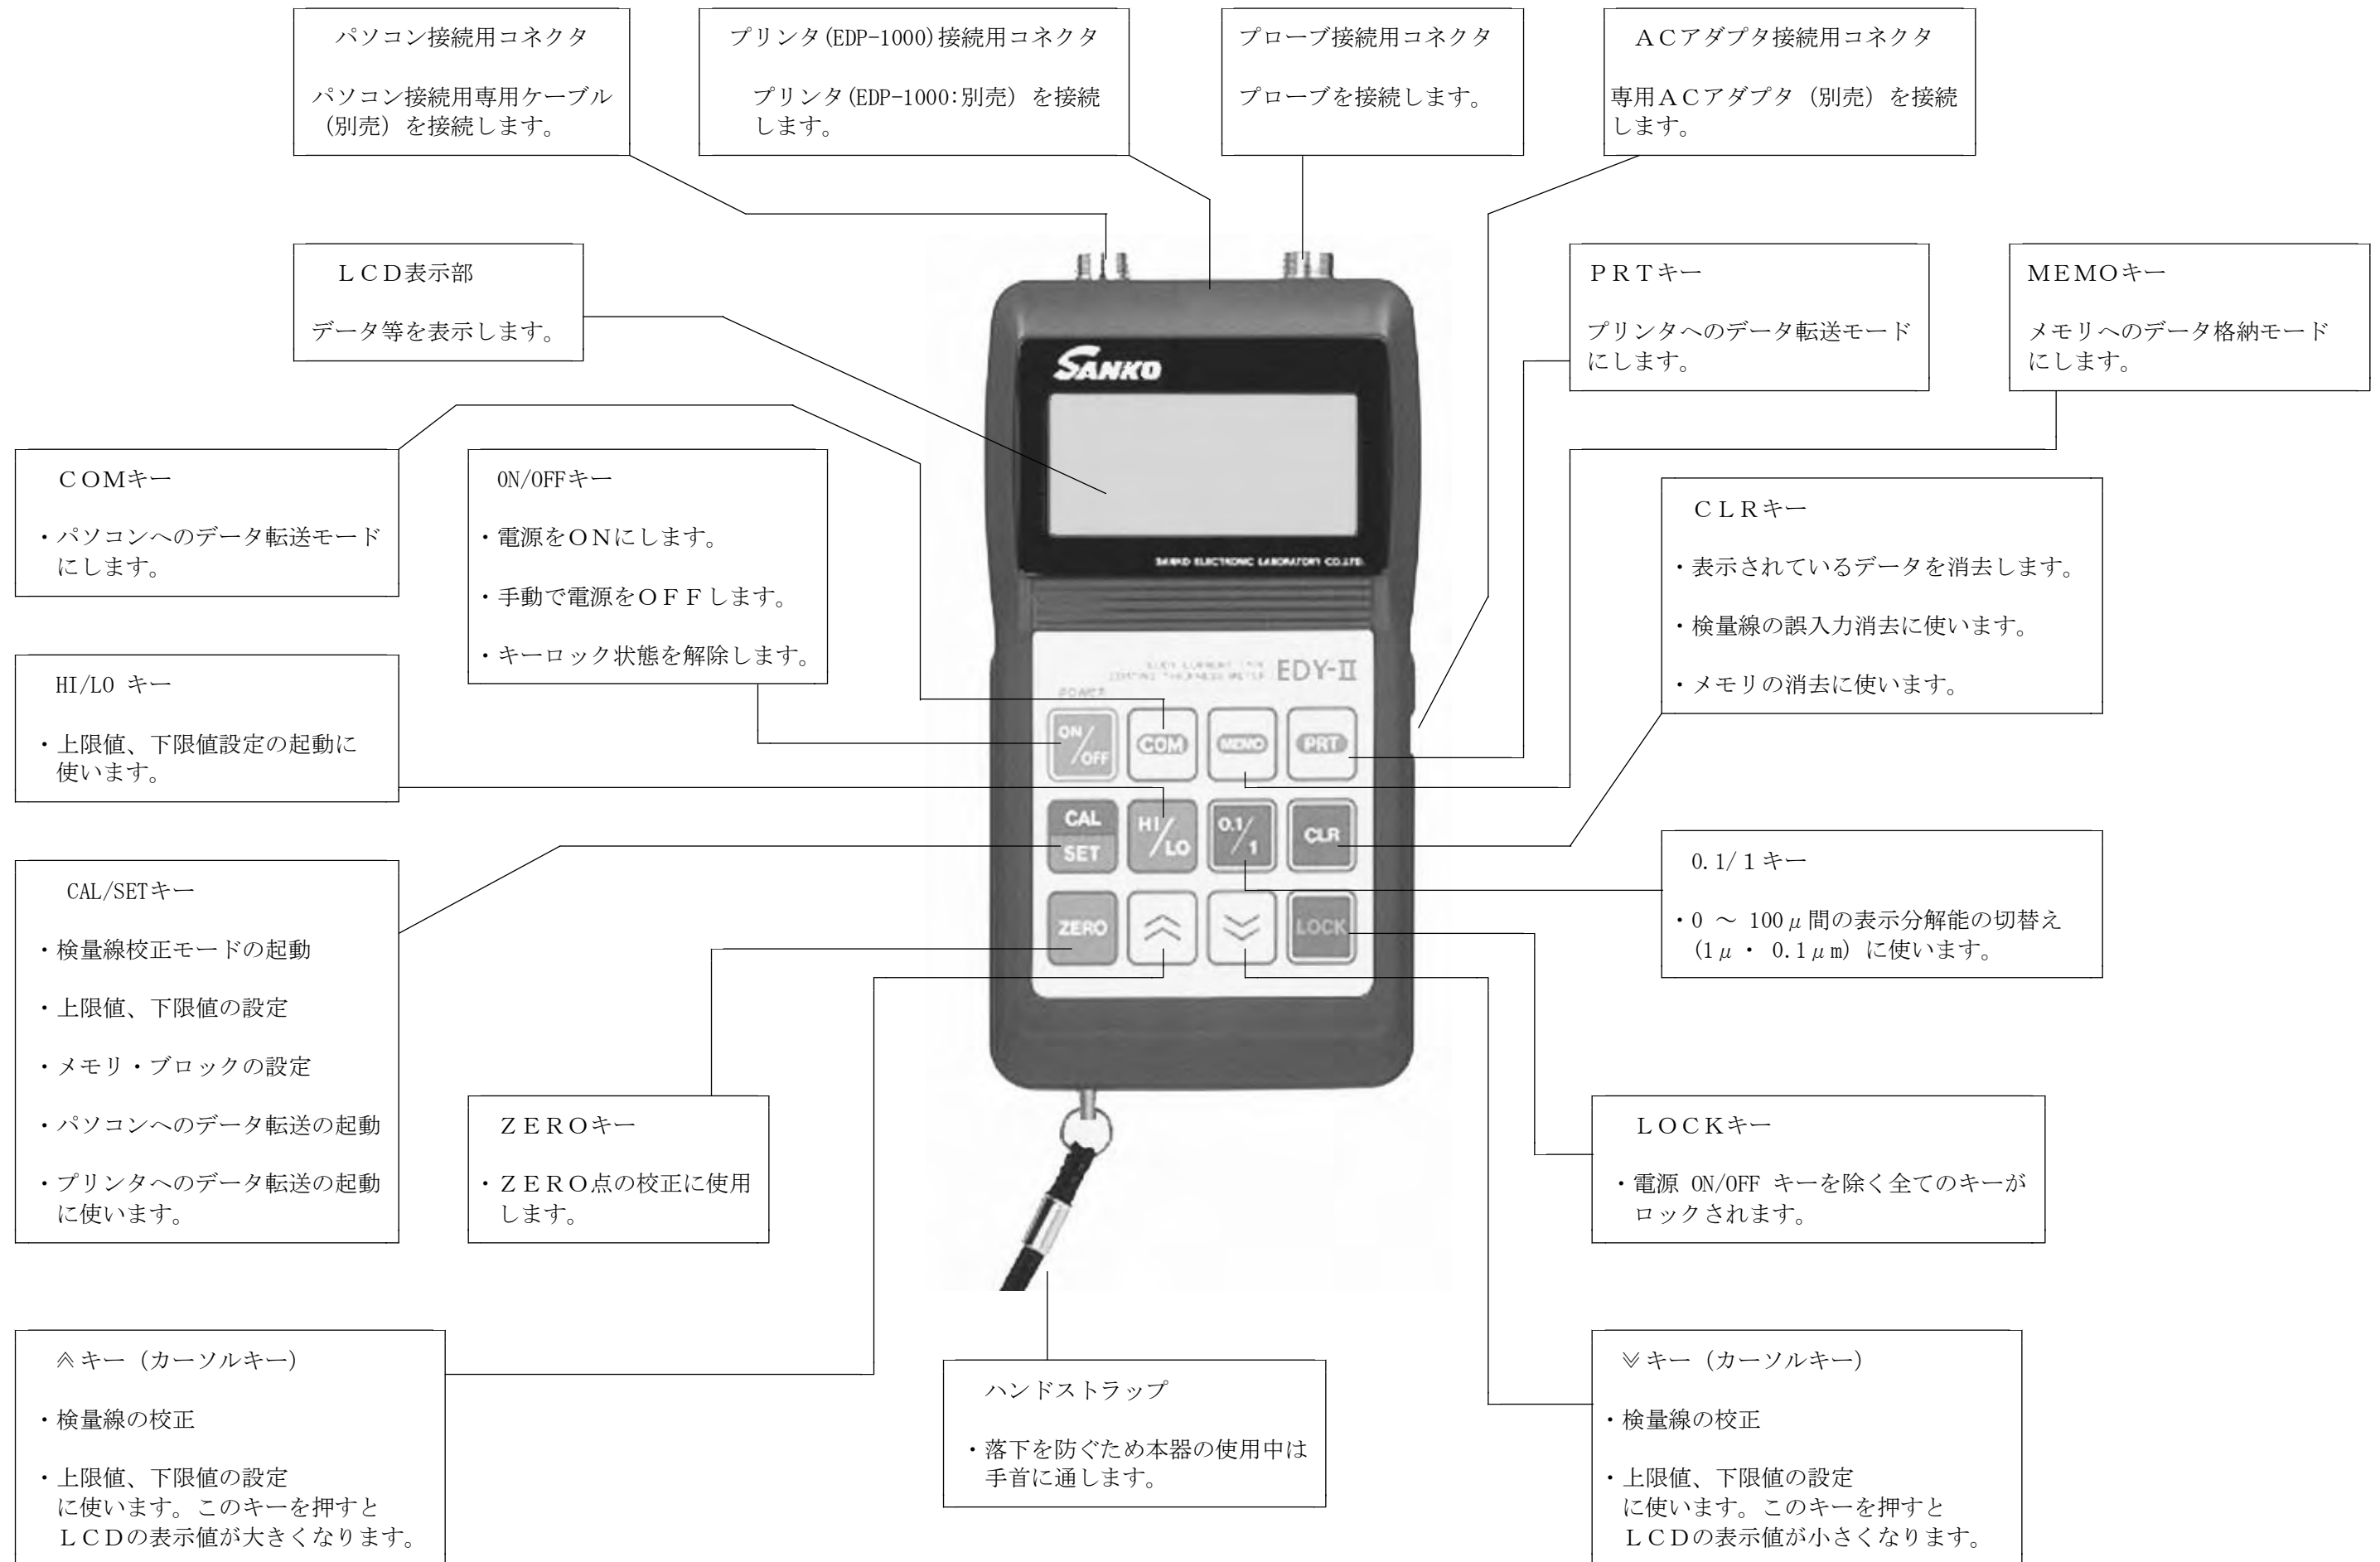 パソコン接続用コネクタ
パソコン接続用専用ケーブル
（別売）を接続します。
プリンタ(EDP-1000)接続用コネクタ
プリンタ(EDP-1000:別売）を接続
します。
プローブ接続用コネクタ
プローブを接続します。
ＡＣアダプタ接続用コネクタ
専用ＡＣアダプタ（別売）を接続
します。
ＬＣＤ表示部
データ等を表示します。
ＰＲＴキー
プリンタへのデータ転送モード
にします。
ＭＥＭＯキー
メモリへのデータ格納モード
にします。
ＣＯＭキー
・パソコンへのデータ転送モード
にします。
ON/OFFキー
・電源をＯＮにします。
・手動で電源をＯＦＦします。
・キーロック状態を解除します。
ＣＬＲキー
・表示されているデータを消去します。
・検量線の誤入力消去に使います。
・メモリの消去に使います。
HI/LO キー
・上限値、下限値設定の起動に
使います。
CAL/SETキー
・検量線校正モードの起動
・上限値、下限値の設定
・メモリ・ブロックの設定
・パソコンへのデータ転送の起動
・プリンタへのデータ転送の起動
に使います。
0.1/１キー
・0 ～ 100μ間の表示分解能の切替え
(1μ・ 0.1μm) に使います。
ＺＥＲＯキー
・ＺＥＲＯ点の校正に使用
します。
ＬＯＣＫキー
・電源 ON/OFF キーを除く全てのキーが
ロックされます。
≪キー（カーソルキー）
・検量線の校正
・上限値、下限値の設定
に使います。このキーを押すと
ＬＣＤの表示値が大きくなります。
ハンドストラップ
・落下を防ぐため本器の使用中は
手首に通します。
≫キー（カーソルキー）
・検量線の校正
・上限値、下限値の設定
に使います。このキーを押すと
ＬＣＤの表示値が小さくなります。
SANKO
SANKO ELECTRONIC LABORATORY CO.,LTD.
EDDY CURRENT TYPE
COATING THICKNESS METER EDY-II
POWER
ON/OFF COM MEMO PRT
CAL SET HI/LO 0.1/1 CLR
ZERO LOCK